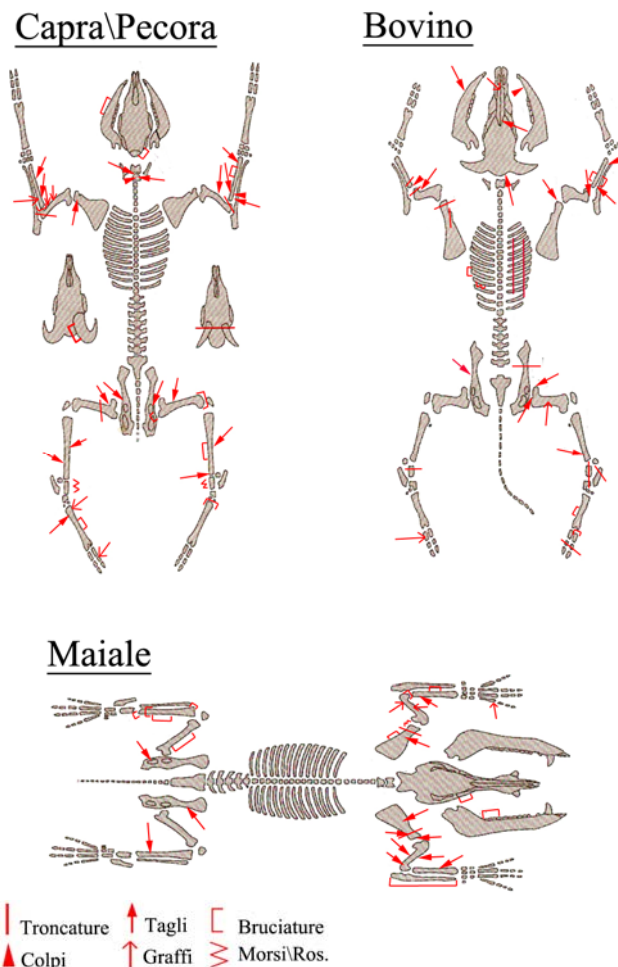 Capra\Pecora
Bovino
Maiale
Troncature
Tagli
Bruciature
Colpi
Graffi
Morsi\Ros.